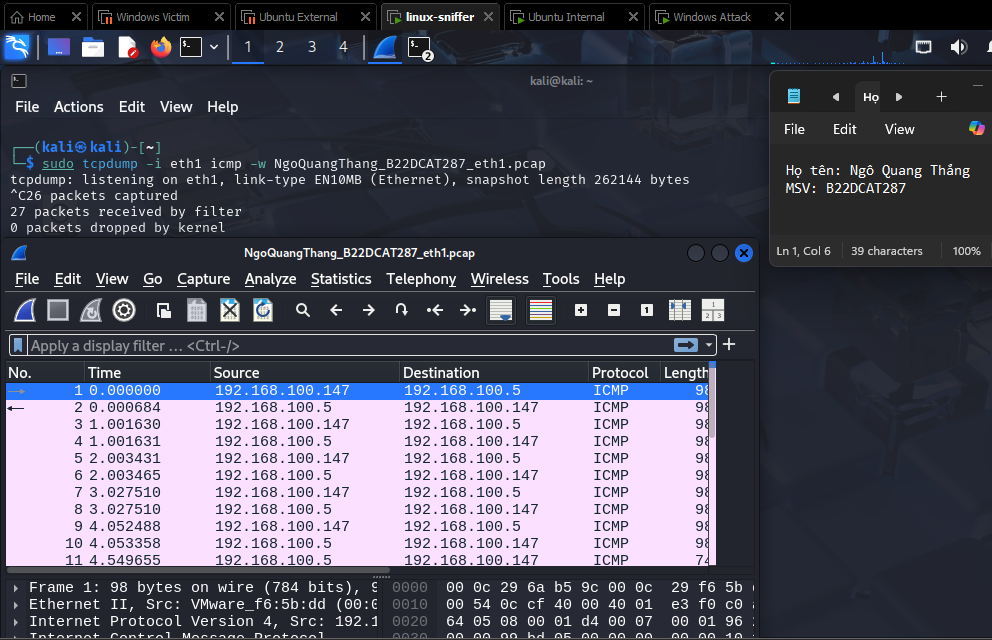 Home
Windows Victim
Ubuntu External
linux-sniffer
Ubuntu Internal
Windows Attack
1 2 3 4
2
kali@kali: ~
File Actions Edit View Help
┌──(kali㉿kali)-[~]
└─$ sudo tcpdump -i eth1 icmp -w NgoQuangThang_B22DCAT287_eth1.pcap
tcpdump: listening on eth1, link-type EN10MB (Ethernet), snapshot length 262144 bytes
^C26 packets captured
27 packets received by filter
0 packets dropped by kernel
Họ
File Edit View
Họ tên: Ngô Quang Thắng
MSV: B22DCAT287
Ln 1, Col 6 39 characters 100%
NgoQuangThang_B22DCAT287_eth1.pcap
File Edit View Go Capture Analyze Statistics Telephony Wireless Tools Help
Apply a display filter … <Ctrl-/>
No. Time Source Destination Protocol Length
1 0.000000 192.168.100.147 192.168.100.5 ICMP 98
2 0.000684 192.168.100.5 192.168.100.147 ICMP 98
3 1.001630 192.168.100.147 192.168.100.5 ICMP 98
4 1.001631 192.168.100.5 192.168.100.147 ICMP 98
5 2.003431 192.168.100.147 192.168.100.5 ICMP 98
6 2.003465 192.168.100.5 192.168.100.147 ICMP 98
7 3.027510 192.168.100.147 192.168.100.5 ICMP 98
8 3.027510 192.168.100.5 192.168.100.147 ICMP 98
9 4.052488 192.168.100.147 192.168.100.5 ICMP 98
10 4.053358 192.168.100.5 192.168.100.147 ICMP 98
11 4.549655 192.168.100.5 192.168.100.147 ICMP 74
Frame 1: 98 bytes on wire (784 bits), 9
Ethernet II, Src: VMware_f6:5b:dd (00:0
Internet Protocol Version 4, Src: 192.1
Internet Control Message Protocol
0000 00 0c 29 6a b5 9c 00 0c 29 f6 5b
0010 00 54 0c cf 40 00 40 01 e3 f0 c0
0020 64 05 08 00 01 d4 00 07 00 01 96